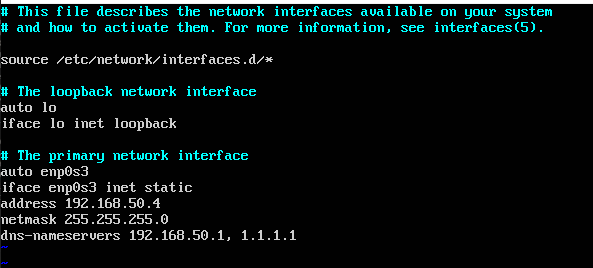 # This file describes the network interfaces available on your system
# and how to activate them. For more information, see interfaces(5).
source /etc/network/interfaces.d/*
# The loopback network interface
auto lo
iface lo inet loopback
# The primary network interface
auto enp0s3
iface enp0s3 inet static
address 192.168.50.4
netmask 255.255.255.0
dns-nameservers 192.168.50.1, 1.1.1.1
~
~